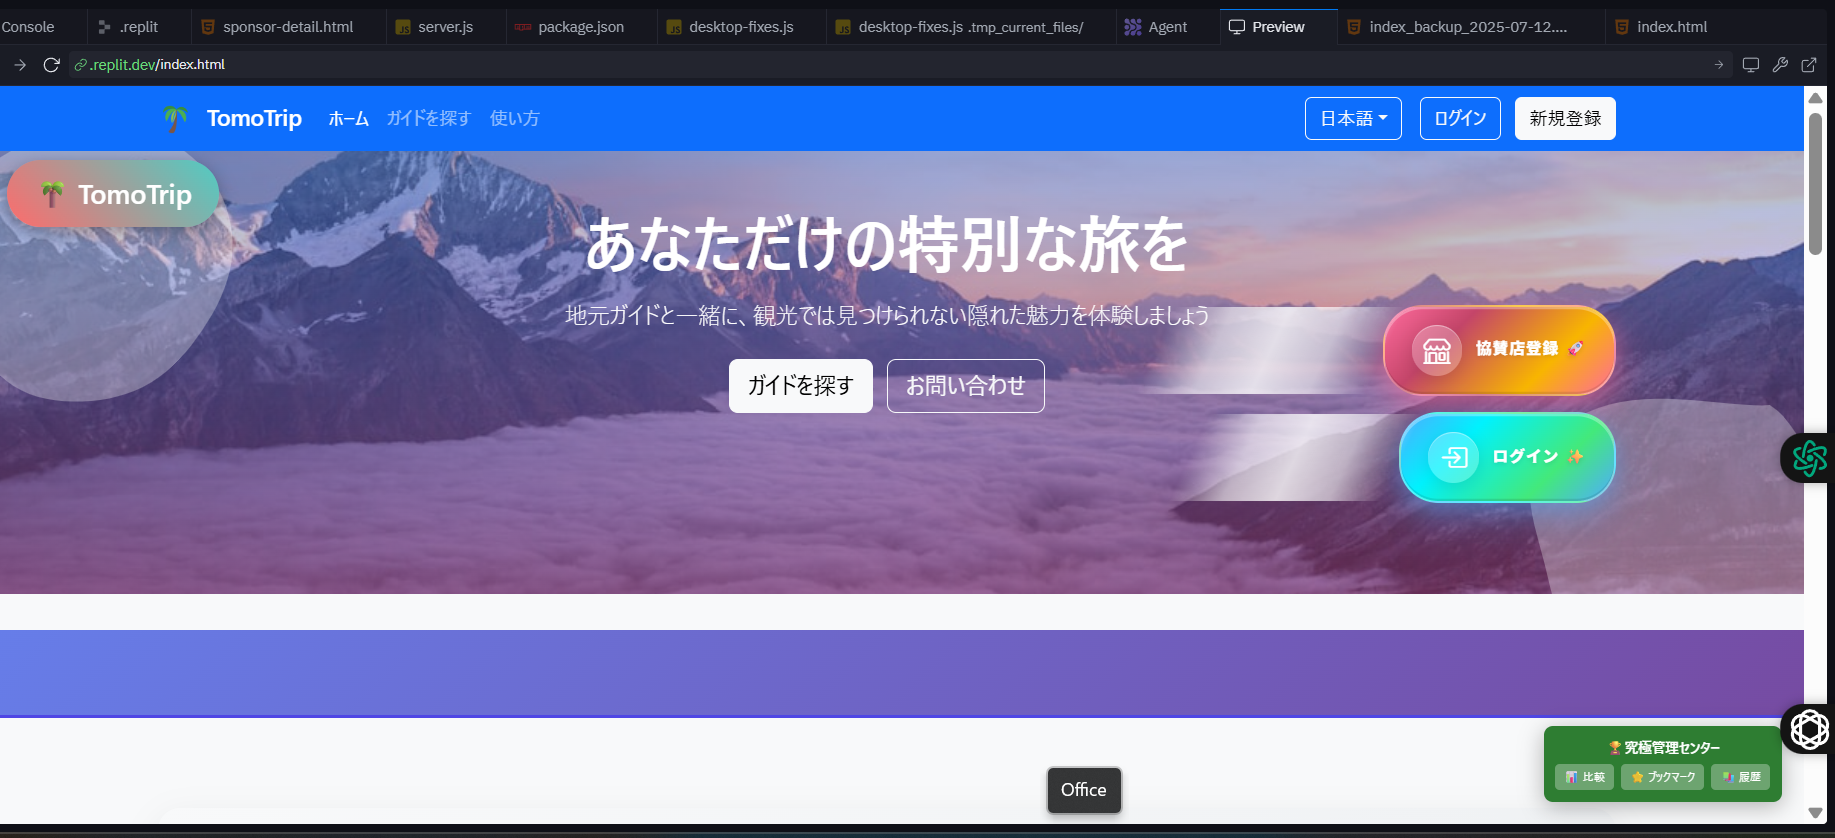 Console
.replit
sponsor-detail.html
server.js
package.json
desktop-fixes.js
desktop-fixes.js .tmp_current_files/
Agent
Preview
index_backup_2025-07-12....
index.html
.replit.dev/index.html
TomoTrip
ホーム
ガイドを探す
使い方
日本語
ログイン
新規登録
TomoTrip
あなただけの特別な旅を
地元ガイドと一緒に、観光では見つけられない隠れた魅力を体験しましょう
ガイドを探す
お問い合わせ
協賛店登録 🚀
ログイン ✨
🏆究極管理センター
📊 比較
⭐ ブックマーク
履歴
Office